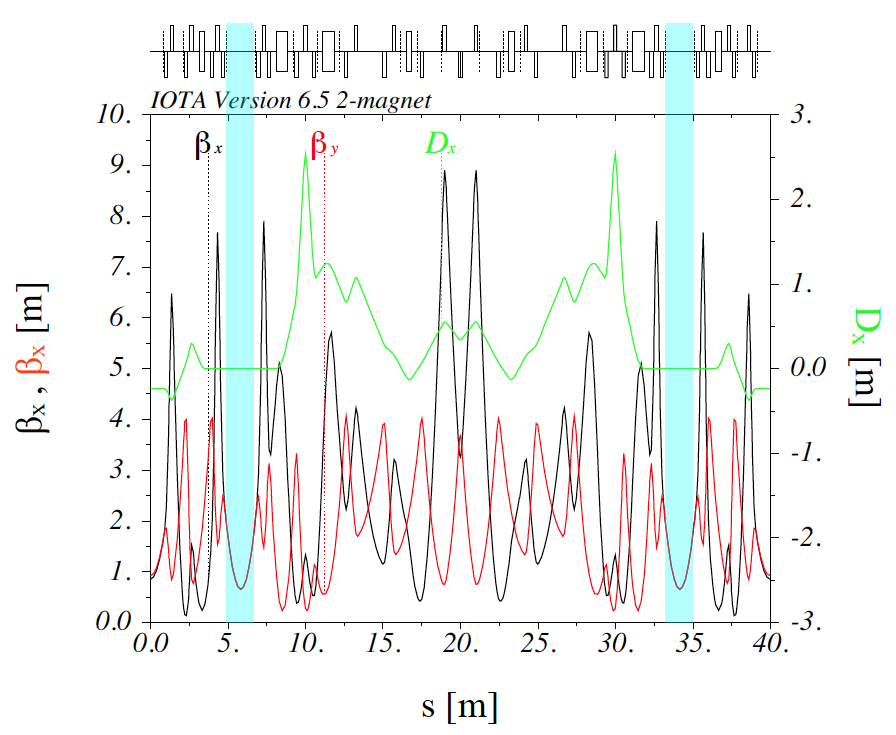 IOTA Version 6.5 2-magnet
βx βy Dx
10. 3.
9.
8. 2.
7.
6. 1.
5. 0.0
4. -1.
3.
2. -2.
1.
0.0 -3.
βx , βx [m]
Dx [m]
0.0 5. 10. 15. 20. 25. 30. 35. 40.
s [m]